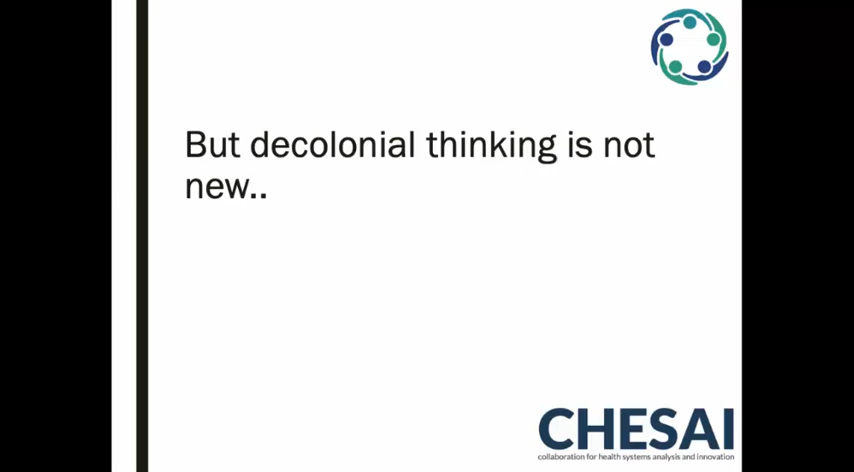 But decolonial thinking is not
new..
CHESAI
collaboration for health systems analysis and innovation